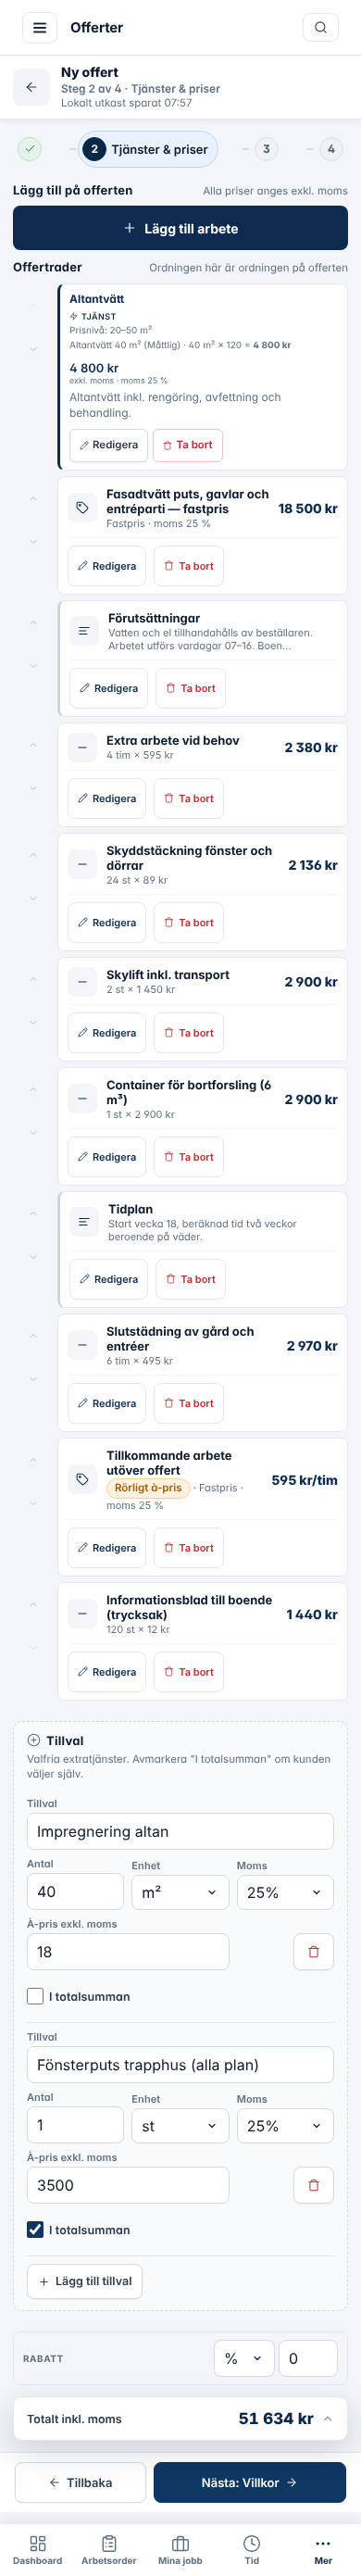 Offerter
Ny offert
Steg 2 av 4 · Tjänster & priser
Lokalt utkast sparat 07:57
2 Tjänster & priser 3 4
Lägg till på offerten Alla priser anges exkl. moms
Lägg till arbete
Offertrader Ordningen här är ordningen på offerten
Altantvätt
TJÄNST
Prisnivå: 20–50 m²
Altantvätt 40 m² (Måttlig) · 40 m² × 120 = 4 800 kr
4 800 kr
exkl. moms · moms 25 %
Altantvätt inkl. rengöring, avfettning och
behandling.
Redigera Ta bort
Fasadtvätt puts, gavlar och
entréparti — fastpris
18 500 kr
Fastpris · moms 25 %
Redigera Ta bort
Förutsättningar
Vatten och el tillhandahålls av beställaren.
Arbetet utförs vardagar 07–16. Boen...
Redigera Ta bort
Extra arbete vid behov
2 380 kr
4 tim × 595 kr
Redigera Ta bort
Skyddstäckning fönster och
dörrar
2 136 kr
24 st × 89 kr
Redigera Ta bort
Skylift inkl. transport
2 900 kr
2 st × 1 450 kr
Redigera Ta bort
Container för bortforsling (6
m³)
2 900 kr
1 st × 2 900 kr
Redigera Ta bort
Tidplan
Start vecka 18, beräknad tid två veckor
beroende på väder.
Redigera Ta bort
Slutstädning av gård och
entréer
2 970 kr
6 tim × 495 kr
Redigera Ta bort
Tillkommande arbete
utöver offert
595 kr/tim
Rörligt à-pris · Fastpris ·
moms 25 %
Redigera Ta bort
Informationsblad till boende
(trycksak)
1 440 kr
120 st × 12 kr
Redigera Ta bort
Tillval
Valfria extratjänster. Avmarkera "I totalsumman" om kunden
väljer själv.
Tillval
Impregnering altan
Antal Enhet Moms
40 m² 25%
À-pris exkl. moms
18
I totalsumman
Tillval
Fönsterputs trapphus (alla plan)
Antal Enhet Moms
1 st 25%
À-pris exkl. moms
3500
I totalsumman
Lägg till tillval
RABATT % 0
Totalt inkl. moms 51 634 kr
Tillbaka Nästa: Villkor
Dashboard Arbetsorder Mina jobb Tid Mer